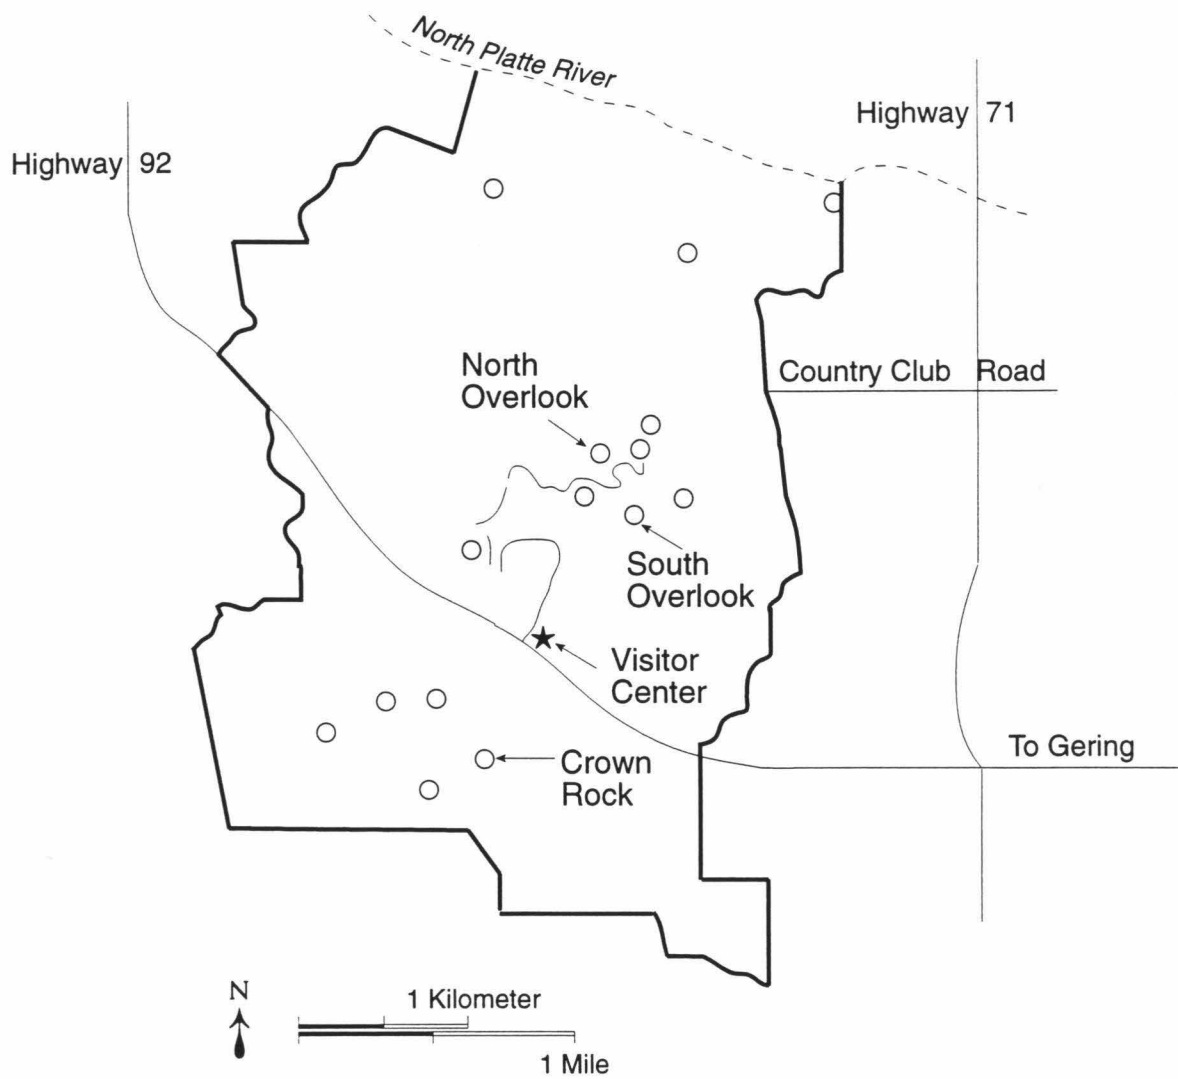 North Platte River
Highway 71
Highway 92
North
Overlook
Country Club Road
South
Overlook
Visitor
Center
To Gering
Crown
Rock
N
1 Kilometer
1 Mile